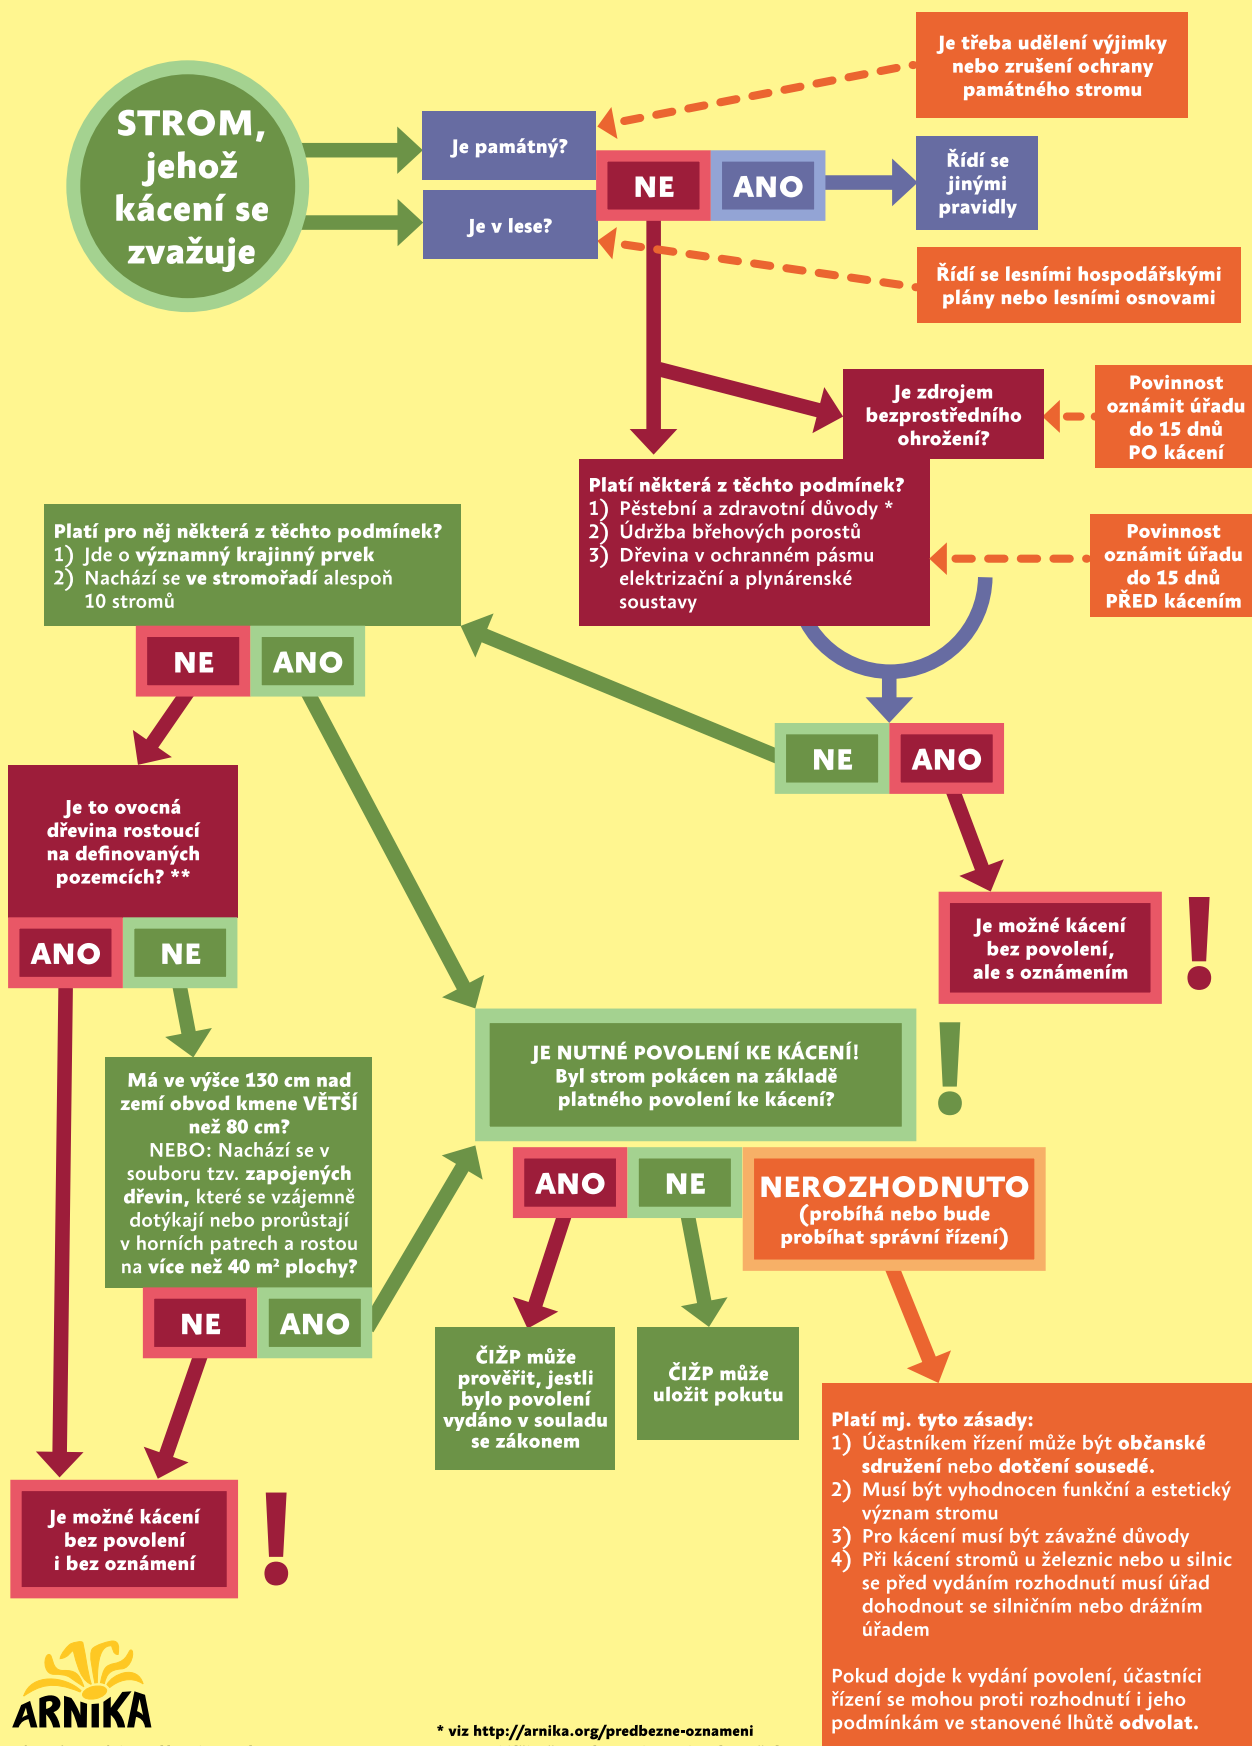 STROM,
jehož
kácení se
zvažuje
Je památný?
Je v lese?
NE
ANO
Je třeba udělení výjimky
nebo zrušení ochrany
památného stromu
Řídí se
jinými
pravidly
Řídí se lesními hospodářskými
plány nebo lesními osnovami
Je zdrojem
bezprostředního
ohrožení?
Povinnost
oznámit úřadu
do 15 dnů
PO kácení
Platí některá z těchto podmínek?
1) Pěstební a zdravotní důvody *
2) Údržba břehových porostů
3) Dřevina v ochranném pásmu
elektrizační a plynárenské
soustavy
Povinnost
oznámit úřadu
do 15 dnů
PŘED kácením
NE
ANO
Je možné kácení
bez povolení,
ale s oznámením
!
Platí pro něj některá z těchto podmínek?
1) Jde o významný krajinný prvek
2) Nachází se ve stromořadí alespoň
10 stromů
NE
ANO
Je to ovocná
dřevina rostoucí
na definovaných
pozemcích? **
ANO
NE
Má ve výšce 130 cm nad
zemí obvod kmene VĚTŠÍ
než 80 cm?
NEBO: Nachází se v
souboru tzv. zapojených
dřevin, které se vzájemně
dotýkají nebo prorůstají
v horních patrech a rostou
na více než 40 m² plochy?
NE
ANO
Je možné kácení
bez povolení
i bez oznámení
!
JE NUTNÉ POVOLENÍ KE KÁCENÍ!
Byl strom pokácen na základě
platného povolení ke kácení?
!
ANO
NE
NEROZHODNUTO
(probíhá nebo bude
probíhat správní řízení)
ČIŽP může
prověřit, jestli
bylo povolení
vydáno v souladu
se zákonem
ČIŽP může
uložit pokutu
Platí mj. tyto zásady:
1) Účastníkem řízení může být občanské
sdružení nebo dotčení sousedé.
2) Musí být vyhodnocen funkční a estetický
význam stromu
3) Pro kácení musí být závažné důvody
4) Při kácení stromů u železnic nebo u silnic
se před vydáním rozhodnutí musí úřad
dohodnout se silničním nebo drážním
úřadem
Pokud dojde k vydání povolení, účastníci
řízení se mohou proti rozhodnutí i jeho
podmínkám ve stanovené lhůtě odvolat.
ARNIKA
* viz http://arnika.org/predbezne-oznameni